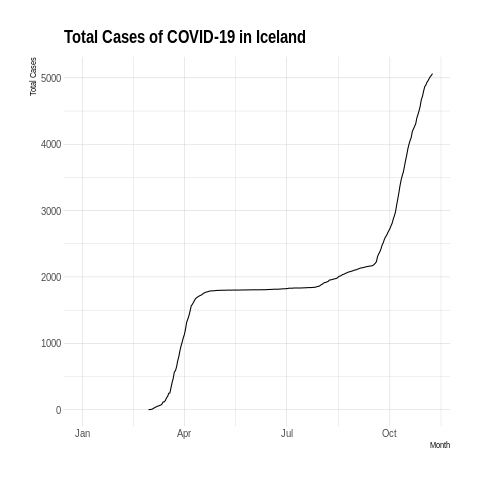 Total Cases of COVID-19 in Iceland
Total Cases
5000
4000
3000
2000
1000
0
Jan Apr Jul Oct
Month